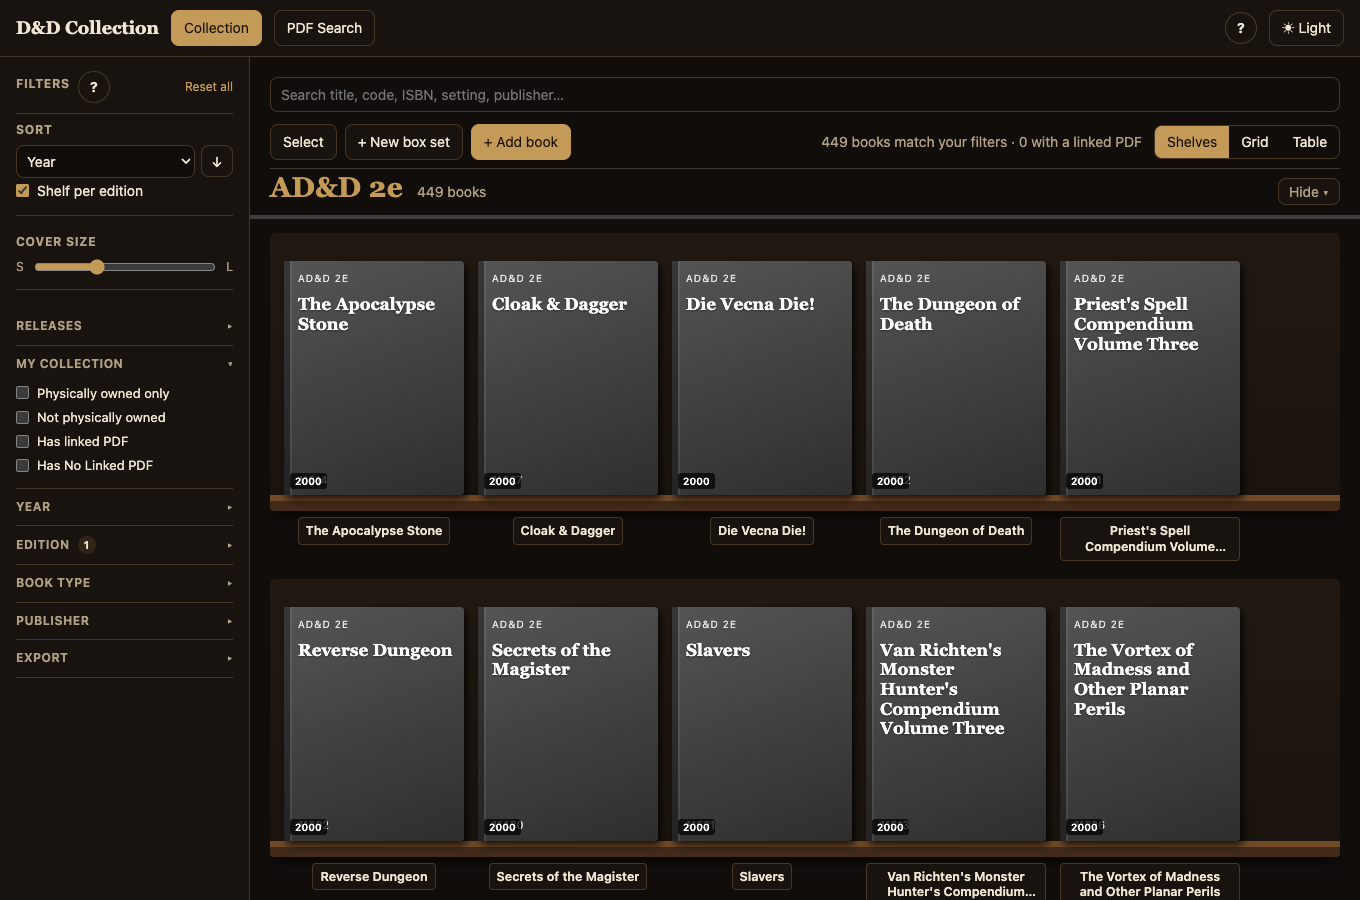 D&D Collection
Collection
PDF Search
?
☀ Light
FILTERS
?
Reset all
SORT
Year
↓
Shelf per edition
COVER SIZE
S
L
RELEASES
MY COLLECTION
Physically owned only
Not physically owned
Has linked PDF
Has No Linked PDF
YEAR
EDITION 1
BOOK TYPE
PUBLISHER
EXPORT
Search title, code, ISBN, setting, publisher...
Select
+ New box set
+ Add book
449 books match your filters · 0 with a linked PDF
Shelves
Grid
Table
AD&D 2e
449 books
Hide ▾
AD&D 2E
The Apocalypse
Stone
2000
The Apocalypse Stone
AD&D 2E
Cloak & Dagger
2000
Cloak & Dagger
AD&D 2E
Die Vecna Die!
2000
Die Vecna Die!
AD&D 2E
The Dungeon of
Death
2000
The Dungeon of Death
AD&D 2E
Priest's Spell
Compendium
Volume Three
2000
Priest's Spell
Compendium Volume...
AD&D 2E
Reverse Dungeon
2000
Reverse Dungeon
AD&D 2E
Secrets of the
Magister
2000
Secrets of the Magister
AD&D 2E
Slavers
2000
Slavers
AD&D 2E
Van Richten's
Monster
Hunter's
Compendium
Volume Three
2000
Van Richten's Monster
Hunter's Compendium...
AD&D 2E
The Vortex of
Madness and
Other Planar
Perils
2000
The Vortex of Madness
and Other Planar Perils